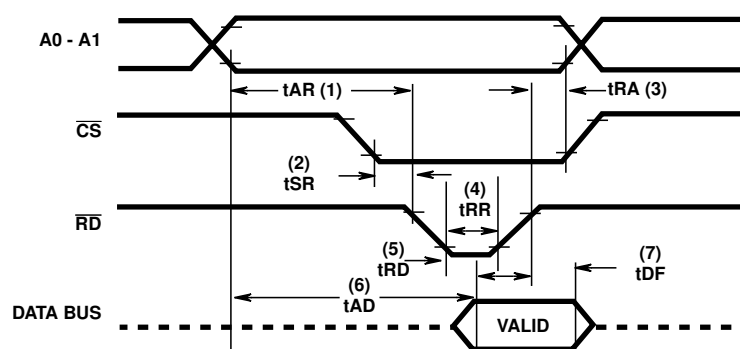 A0 - A1
tAR (1)
tRA (3)
CS
(2)
tSR
(4)
tRR
RD
(5)
tRD
(7)
tDF
(6)
tAD
DATA BUS
VALID